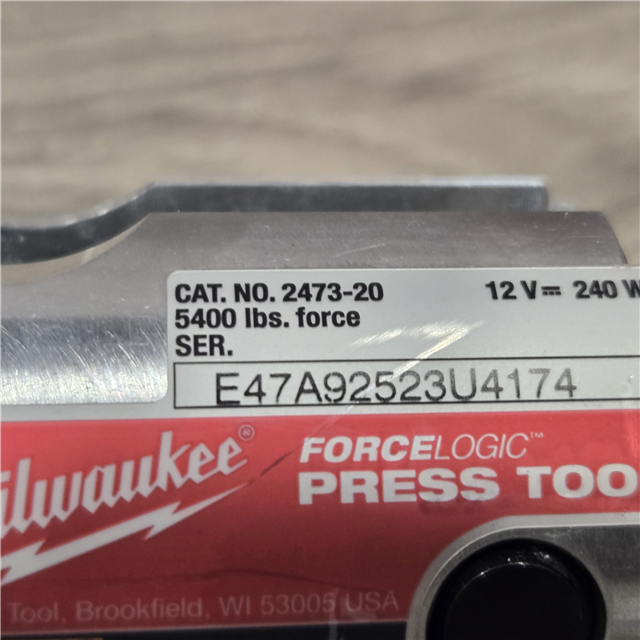 CAT. NO. 2473-20 12 V⎓ 240 W
5400 lbs. force
SER.
E47A92523U4174
Milwaukee®
FORCELOGIC™
PRESS TOO
Tool, Brookfield, WI 53005 USA